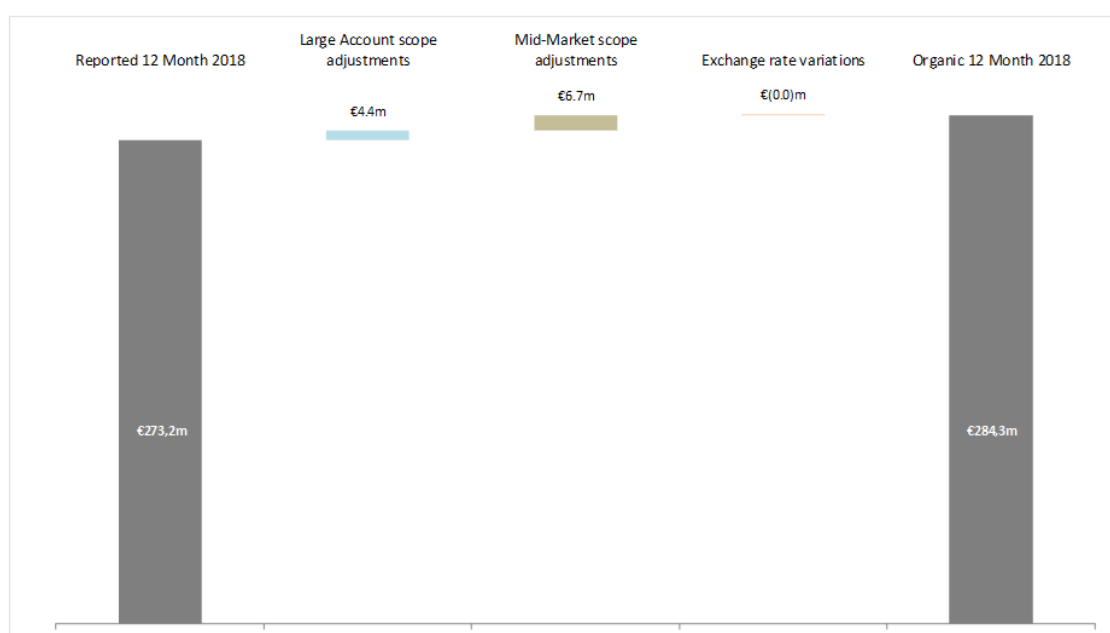 Reported 12 Month 2018
Large Account scope
adjustments
Mid-Market scope
adjustments
Exchange rate variations
Organic 12 Month 2018
€4.4m
€6.7m
€(0.0)m
€273,2m
€284,3m